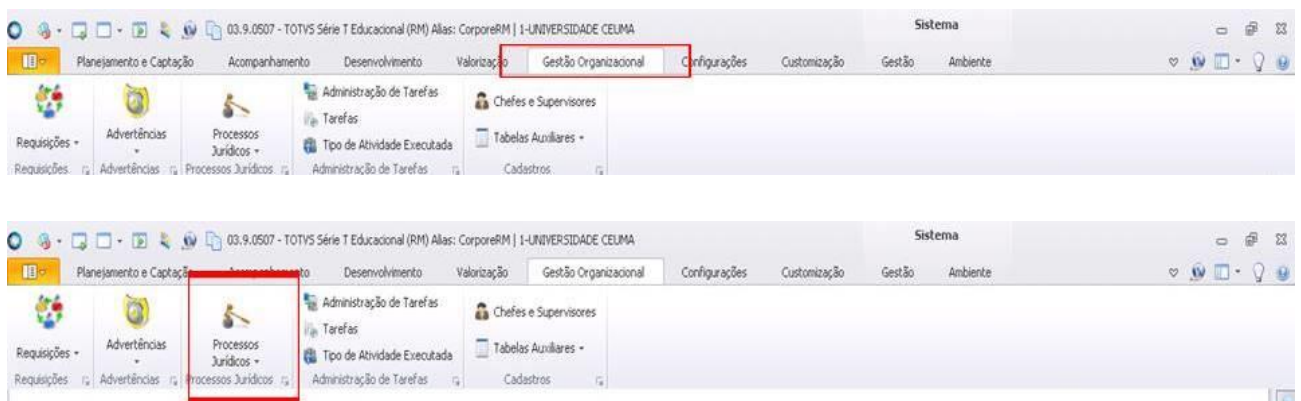 03.9.0507 - TOTVS Série T Educacional (RM) Alias: CorporeRM | 1-UNIVERSIDADE CEUMA Sistema
Planejamento e Captação Acompanhamento Desenvolvimento Valorização Gestão Organizacional Configurações Customização Gestão Ambiente
Requisições Advertências Processos Jurídicos
Administração de Tarefas
Tarefas
Tipo de Atividade Executada
Chefes e Supervisores
Tabelas Auxiliares
Requisições Advertências Processos Jurídicos Administração de Tarefas Cadastros
03.9.0507 - TOTVS Série T Educacional (RM) Alias: CorporeRM | 1-UNIVERSIDADE CEUMA Sistema
Planejamento e Captação Acompanhamento Desenvolvimento Valorização Gestão Organizacional Configurações Customização Gestão Ambiente
Requisições Advertências Processos Jurídicos
Administração de Tarefas
Tarefas
Tipo de Atividade Executada
Chefes e Supervisores
Tabelas Auxiliares
Requisições Advertências Processos Jurídicos Administração de Tarefas Cadastros